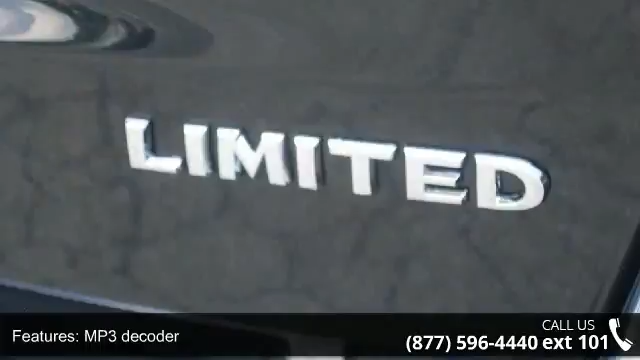 LIMITED
CALL US
Features: MP3 decoder
(877) 596-4440 ext 101